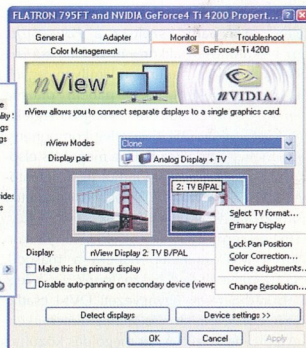 FLATRON 795FT and NVIDIA GeForce4 Ti 4200 Propert...
General Adapter Monitor Troubleshoot
Color Management GeForce4 Ti 4200
nView
NVIDIA.
nView allows you to connect separate displays to a single graphics card.
nView Modes Clone
Display pair: Analog Display + TV
2: TV B/PAL
Select TV format...
Primary Display
Lock Pan Position
Color Correction...
Device adjustments...
Change Resolution...
Display: nView Display 2: TV B/PAL
Make this the primary display
Disable auto-panning on secondary device (viewp
Detect displays Device settings >>
OK Cancel Apply